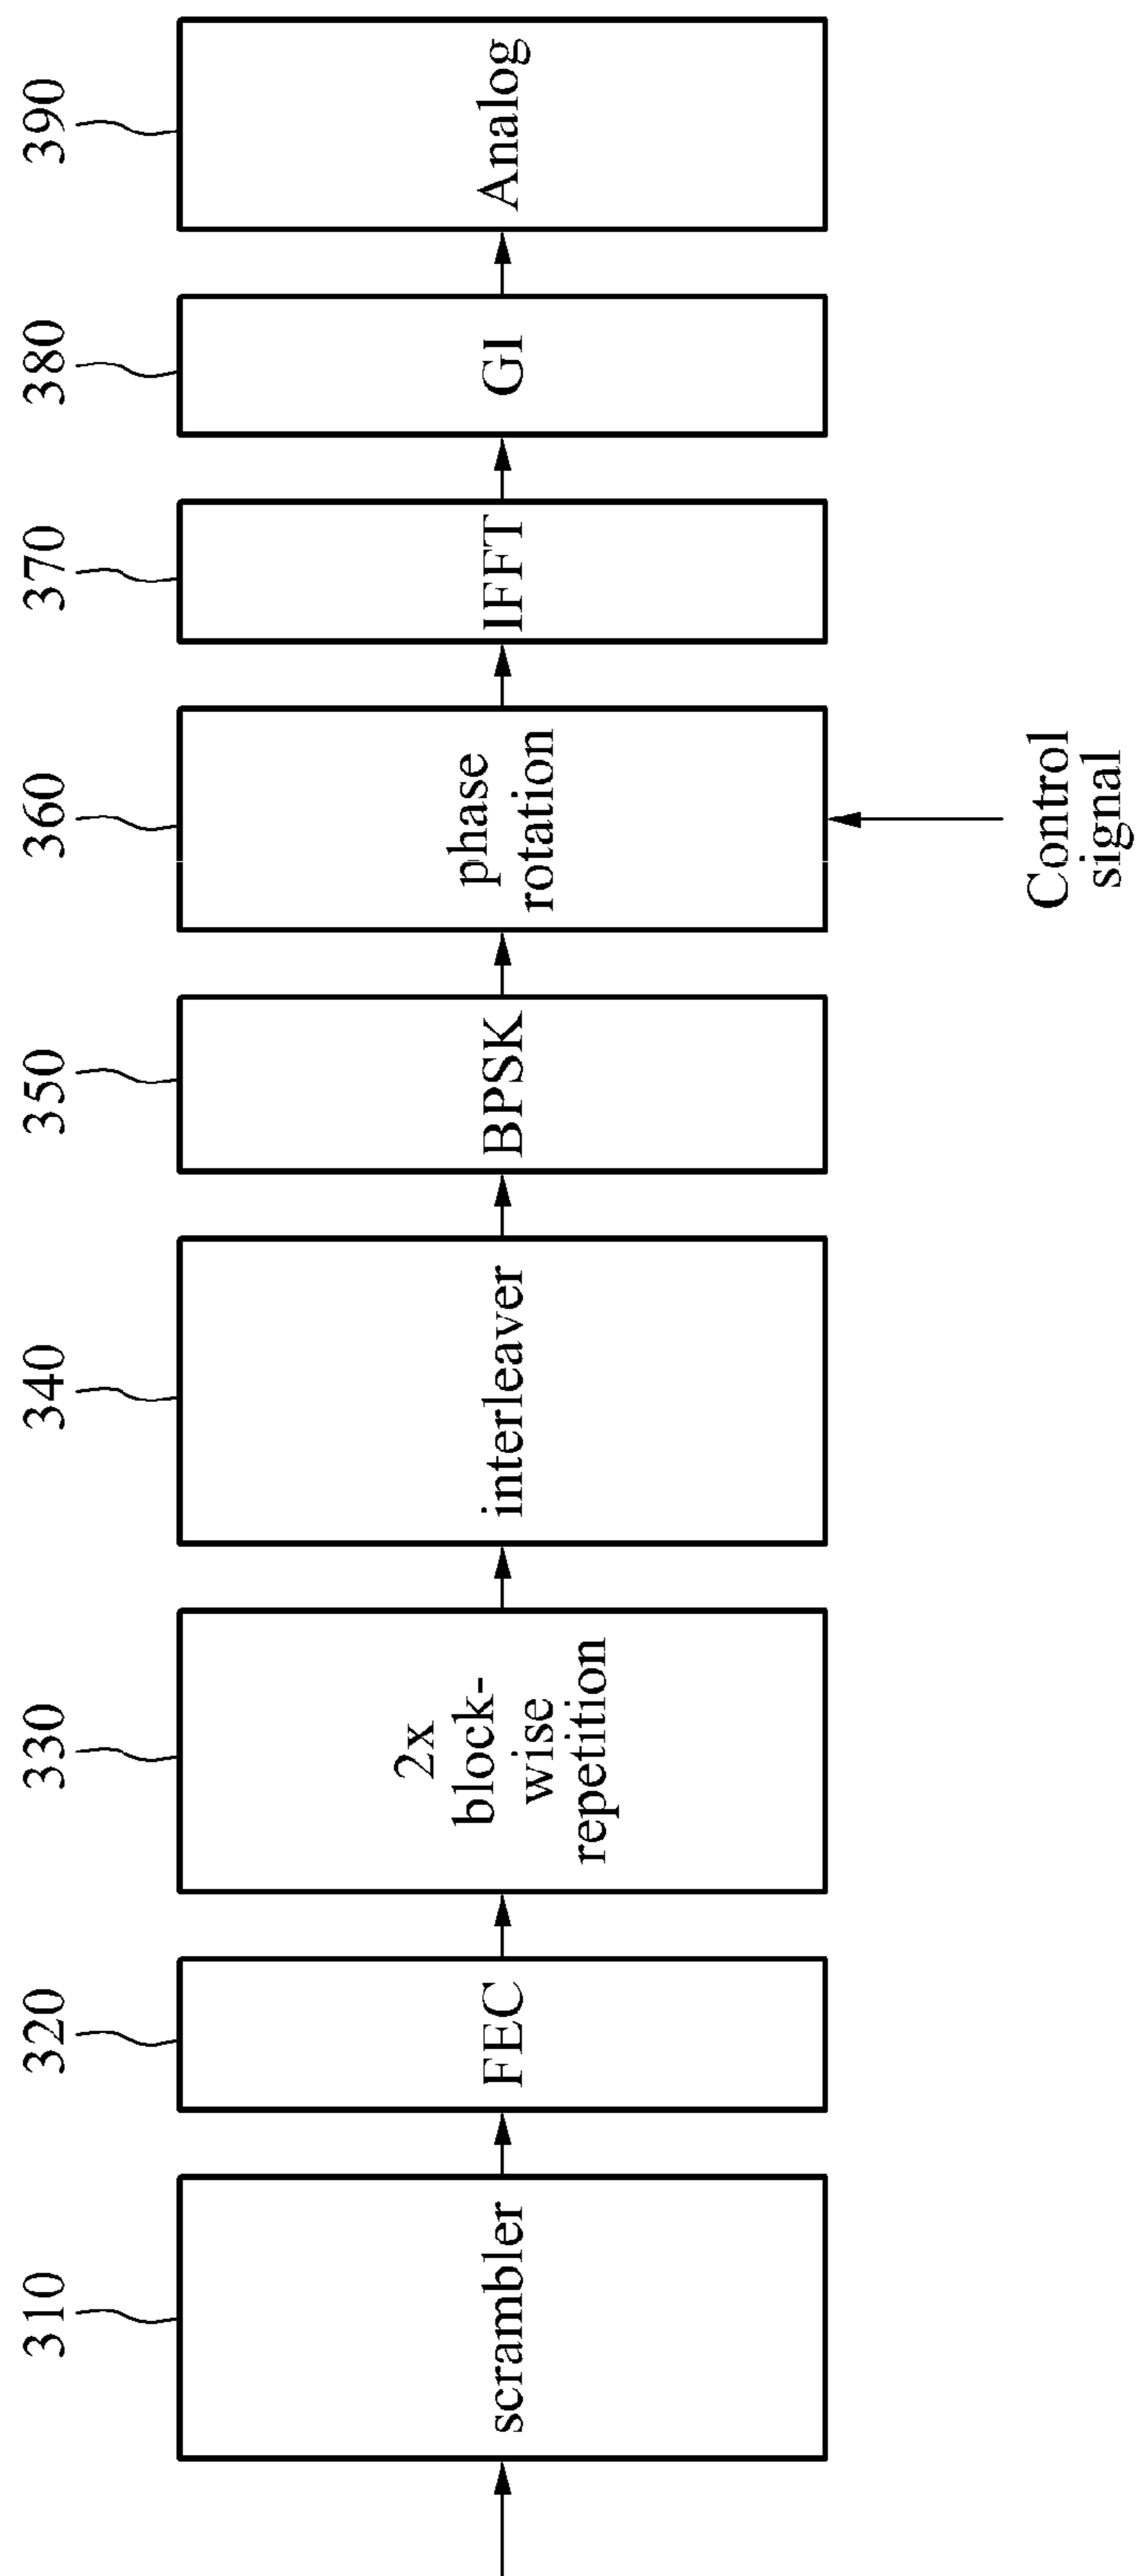 310
320
330
340
350
360
370
380
390
scrambler
FEC
2x
block-
wise
repetition
interleaver
BPSK
phase
rotation
IFFT
GI
Analog
Control
signal